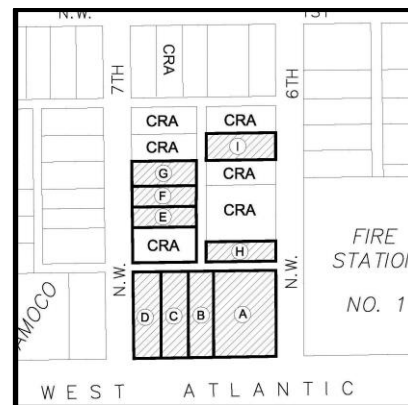 N.W. 1ST
CRA
7TH
6TH
CRA CRA
CRA I
G CRA
F
E CRA
CRA H
N.W. N.W.
D C B A
FIRE
STATION
NO. 1
AMOCO
WEST ATLANTIC